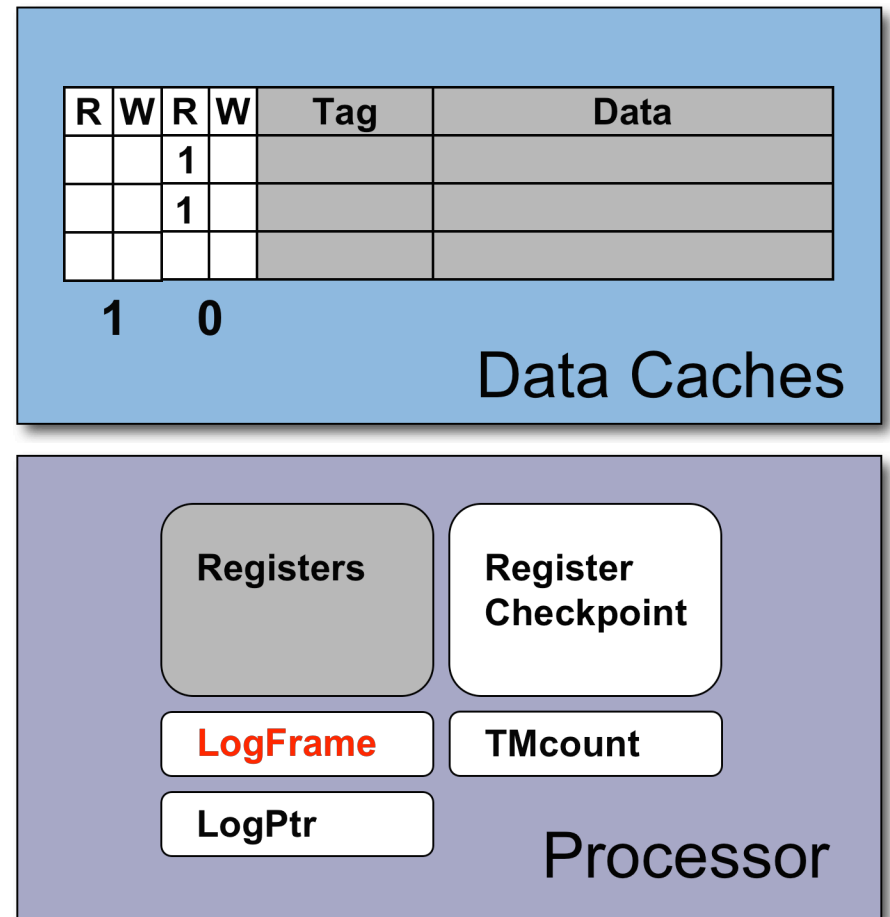 R W R W Tag Data
1
1
1 0
Data Caches
Registers
Register
Checkpoint
LogFrame
TMcount
LogPtr
Processor